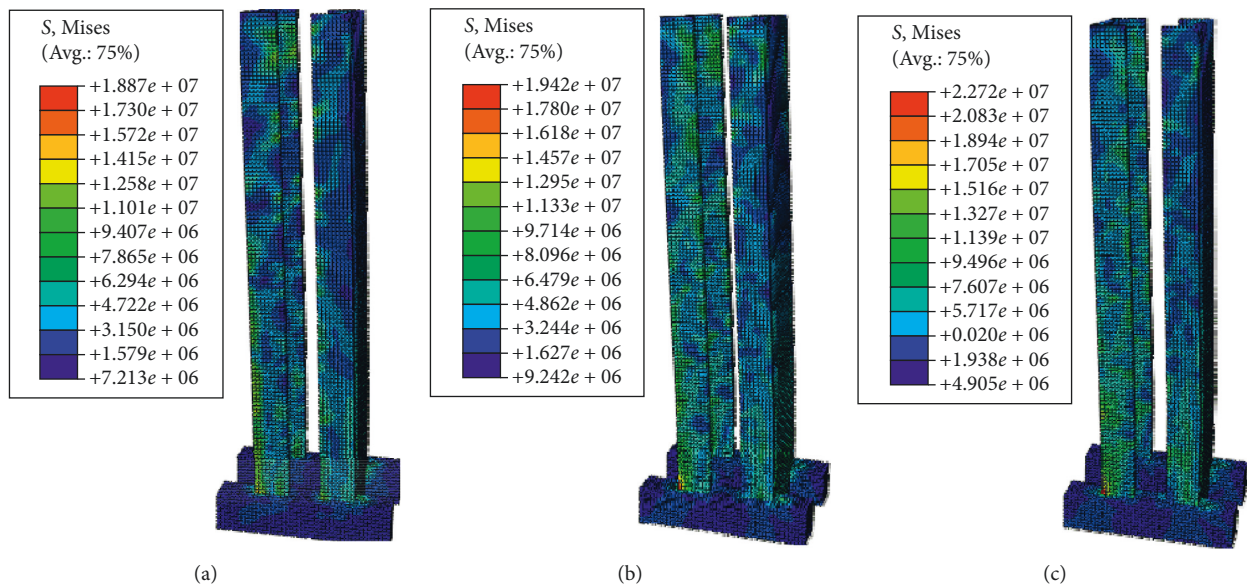 S, Mises
(Avg.: 75%)
+1.887e + 07
+1.730e + 07
+1.572e + 07
+1.415e + 07
+1.258e + 07
+1.101e + 07
+9.407e + 06
+7.865e + 06
+6.294e + 06
+4.722e + 06
+3.150e + 06
+1.579e + 06
+7.213e + 06
(a)
S, Mises
(Avg.: 75%)
+1.942e + 07
+1.780e + 07
+1.618e + 07
+1.457e + 07
+1.295e + 07
+1.133e + 07
+9.714e + 06
+8.096e + 06
+6.479e + 06
+4.862e + 06
+3.244e + 06
+1.627e + 06
+9.242e + 06
(b)
S, Mises
(Avg.: 75%)
+2.272e + 07
+2.083e + 07
+1.894e + 07
+1.705e + 07
+1.516e + 07
+1.327e + 07
+1.139e + 07
+9.496e + 06
+7.607e + 06
+5.717e + 06
+0.020e + 06
+1.938e + 06
+4.905e + 06
(c)